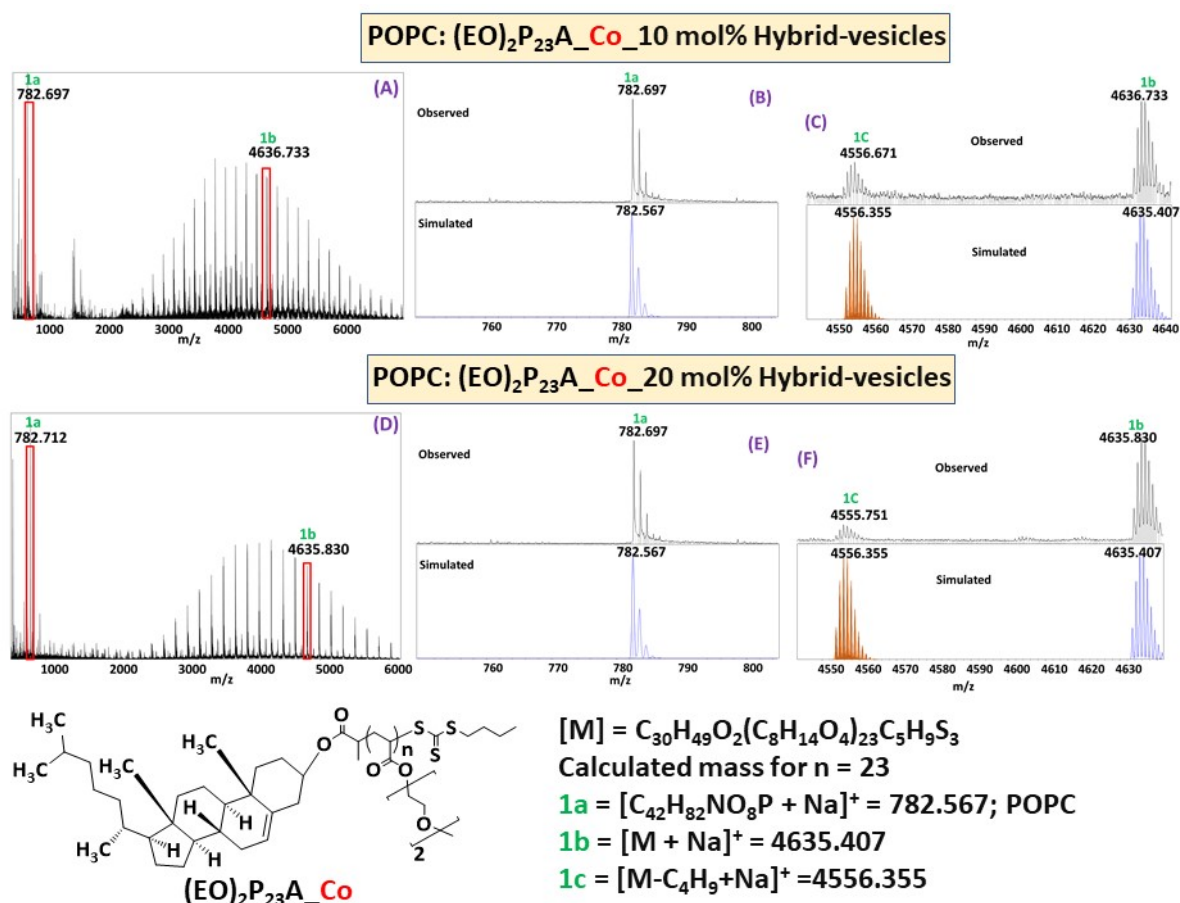 POPC: (EO)₂P₂₃A_Co_10 mol% Hybrid-vesicles
1a
782.697
(A)
1b
4636.733
1000 2000 3000 4000 5000 6000
m/z
1a
782.697
(B)
Observed
782.567
Simulated
760 780 790 800
m/z
1b
4636.733
(C)
1C
4556.671
Observed
4556.355
4635.407
Simulated
4550 4560 4570 4580 4590 4600 4610 4620 4630 4640
m/z
POPC: (EO)₂P₂₃A_Co_20 mol% Hybrid-vesicles
1a
782.712
(D)
1b
4635.830
1000 2000 3000 4000 5000 6000
m/z
1a
782.697
(E)
Observed
782.567
Simulated
760 780 790 800
m/z
1b
4635.830
(F)
Observed
1C
4555.751
4556.355
4635.407
Simulated
4550 4560 4570 4580 4590 4600 4610 4620 4630
m/z
H₃C
H₃C
CH₃
H₃C
H₃C
H₃C
H
H
H
H
O
O
n
S
S
S
O
O
O
2
(EO)₂P₂₃A_Co
[M] = C₃₀H₄₉O₂(C₈H₁₄O₄)₂₃C₅H₉S₃
Calculated mass for n = 23
1a = [C₄₂H₈₂NO₈P + Na]⁺ = 782.567; POPC
1b = [M + Na]⁺ = 4635.407
1c = [M-C₄H₉+Na]⁺ =4556.355